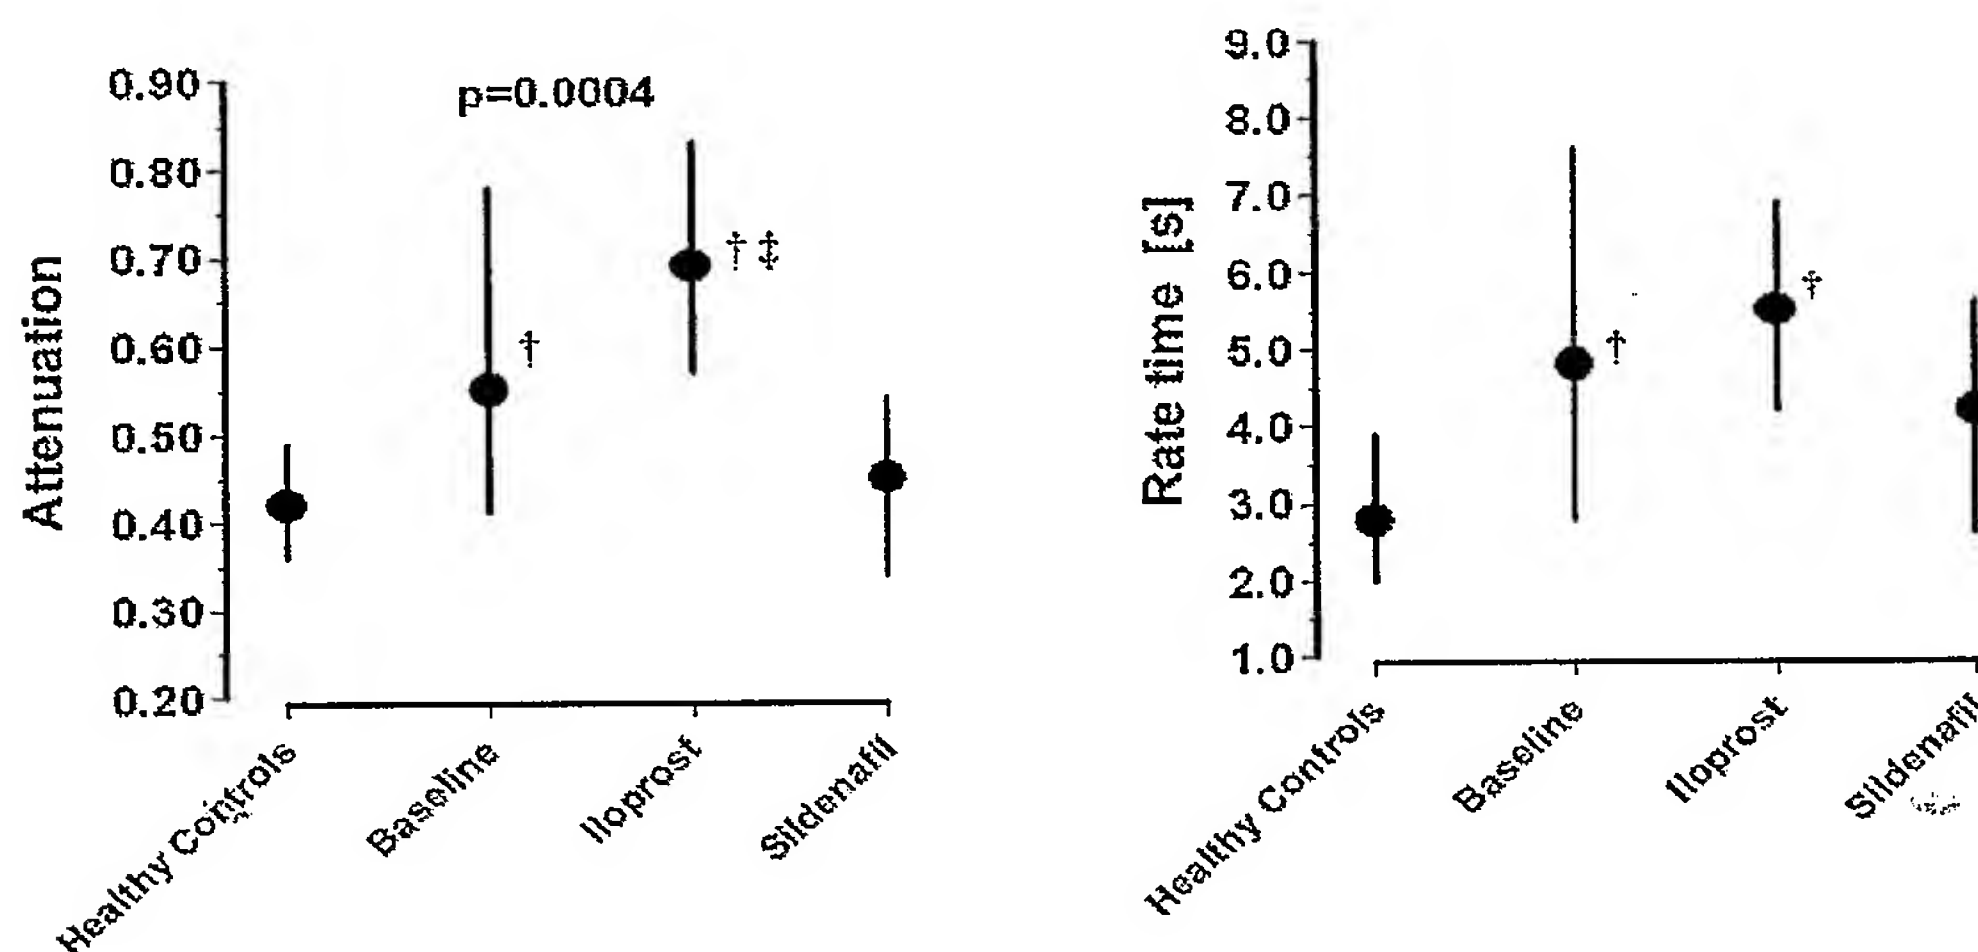 p=0.0004
Attenuation
0.90
0.80
0.70
0.60
0.50
0.40
0.30
0.20
†
† ‡
Healthy Controls
Baseline
Iloprost
Sildenafil
Rate time [s]
9.0
8.0
7.0
6.0
5.0
4.0
3.0
2.0
1.0
†
†
Healthy Controls
Baseline
Iloprost
Sildenafil